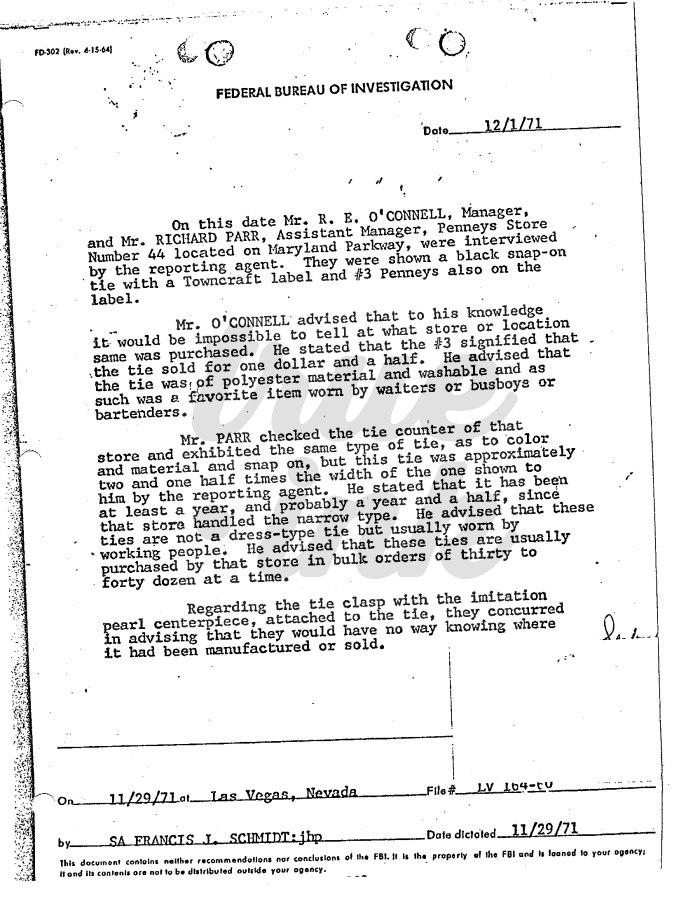 FD-302 (Rev. 4-15-64)
FEDERAL BUREAU OF INVESTIGATION
Date 12/1/71
On this date Mr. R. E. O'CONNELL, Manager,
and Mr. RICHARD PARR, Assistant Manager, Penneys Store
Number 44 located on Maryland Parkway, were interviewed
by the reporting agent. They were shown a black snap-on
tie with a Towncraft label and #3 Penneys also on the
label.
Mr. O'CONNELL advised that to his knowledge
it would be impossible to tell at what store or location
same was purchased. He stated that the #3 signified that
the tie sold for one dollar and a half. He advised that
the tie was of polyester material and washable and as
such was a favorite item worn by waiters or busboys or
bartenders.
Mr. PARR checked the tie counter of that
store and exhibited the same type of tie, as to color
and material and snap on, but this tie was approximately
two and one half times the width of the one shown to
him by the reporting agent. He stated that it has been
at least a year, and probably a year and a half, since
that store handled the narrow type. He advised that these
ties are not a dress-type tie but usually worn by
working people. He advised that these ties are usually
purchased by that store in bulk orders of thirty to
forty dozen at a time.
Regarding the tie clasp with the imitation
pearl centerpiece, attached to the tie, they concurred
in advising that they would have no way knowing where
it had been manufactured or sold.
On 11/29/71 at Las Vegas, Nevada File # LV 164-60
by SA FRANCIS J. SCHMIDT:jhp Date dictated 11/29/71
This document contains neither recommendations nor conclusions of the FBI. It is the property of the FBI and is loaned to your agency;
it and its contents are not to be distributed outside your agency.